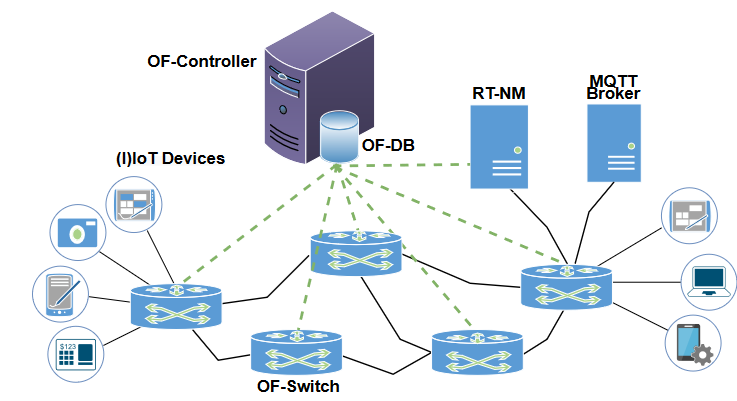 OF-Controller
RT-NM
MQTT
Broker
OF-DB
(I)IoT Devices
$123
OF-Switch